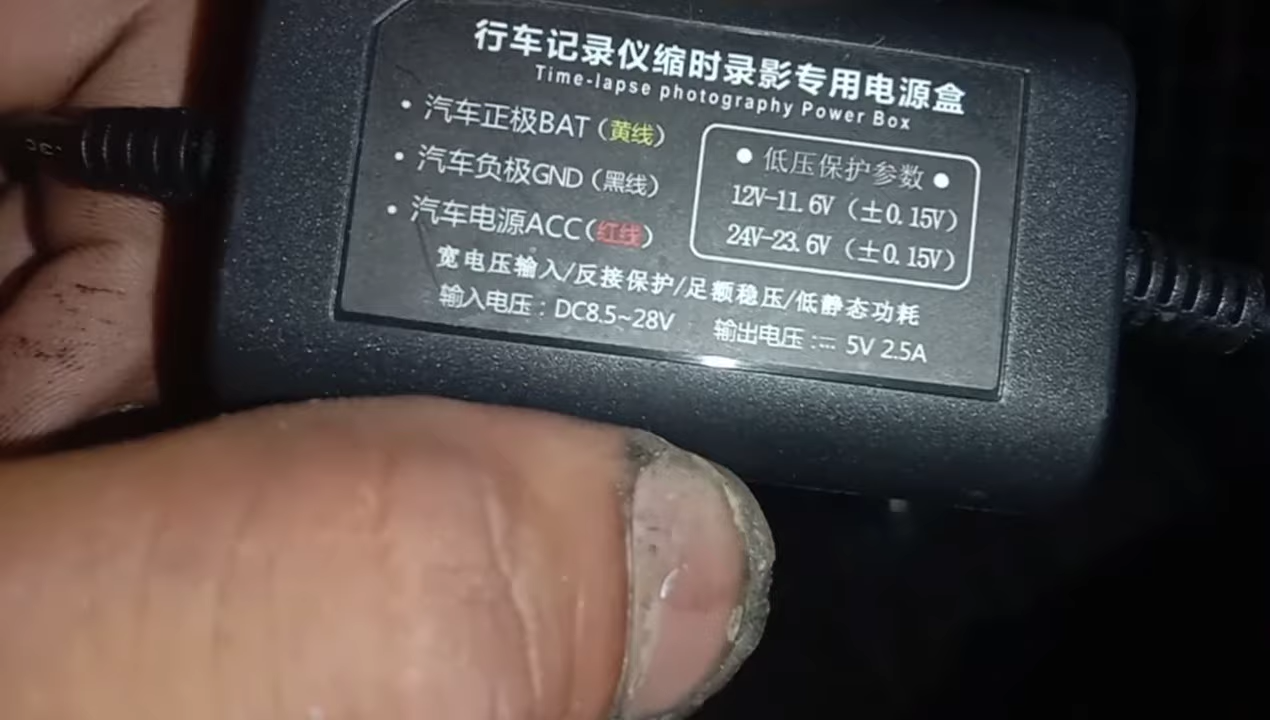 行车记录仪缩时录影专用电源盒
Time-lapse photography Power Box
• 汽车正极BAT（黄线）
• 汽车负极GND（黑线）
• 汽车电源ACC（红线）
● 低压保护参数 ●
12V-11.6V（±0.15V）
24V-23.6V（±0.15V）
宽电压输入/反接保护/足额稳压/低静态功耗
输入电压：DC8.5~28V 输出电压：⎓ 5V 2.5A